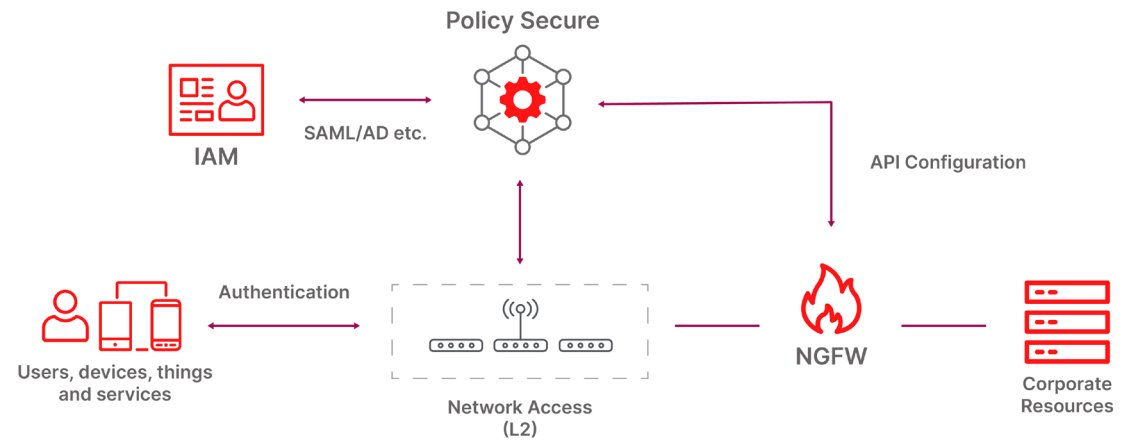 Policy Secure
IAM
SAML/AD etc.
API Configuration
Authentication
Users, devices, things
and services
Network Access
(L2)
NGFW
Corporate
Resources